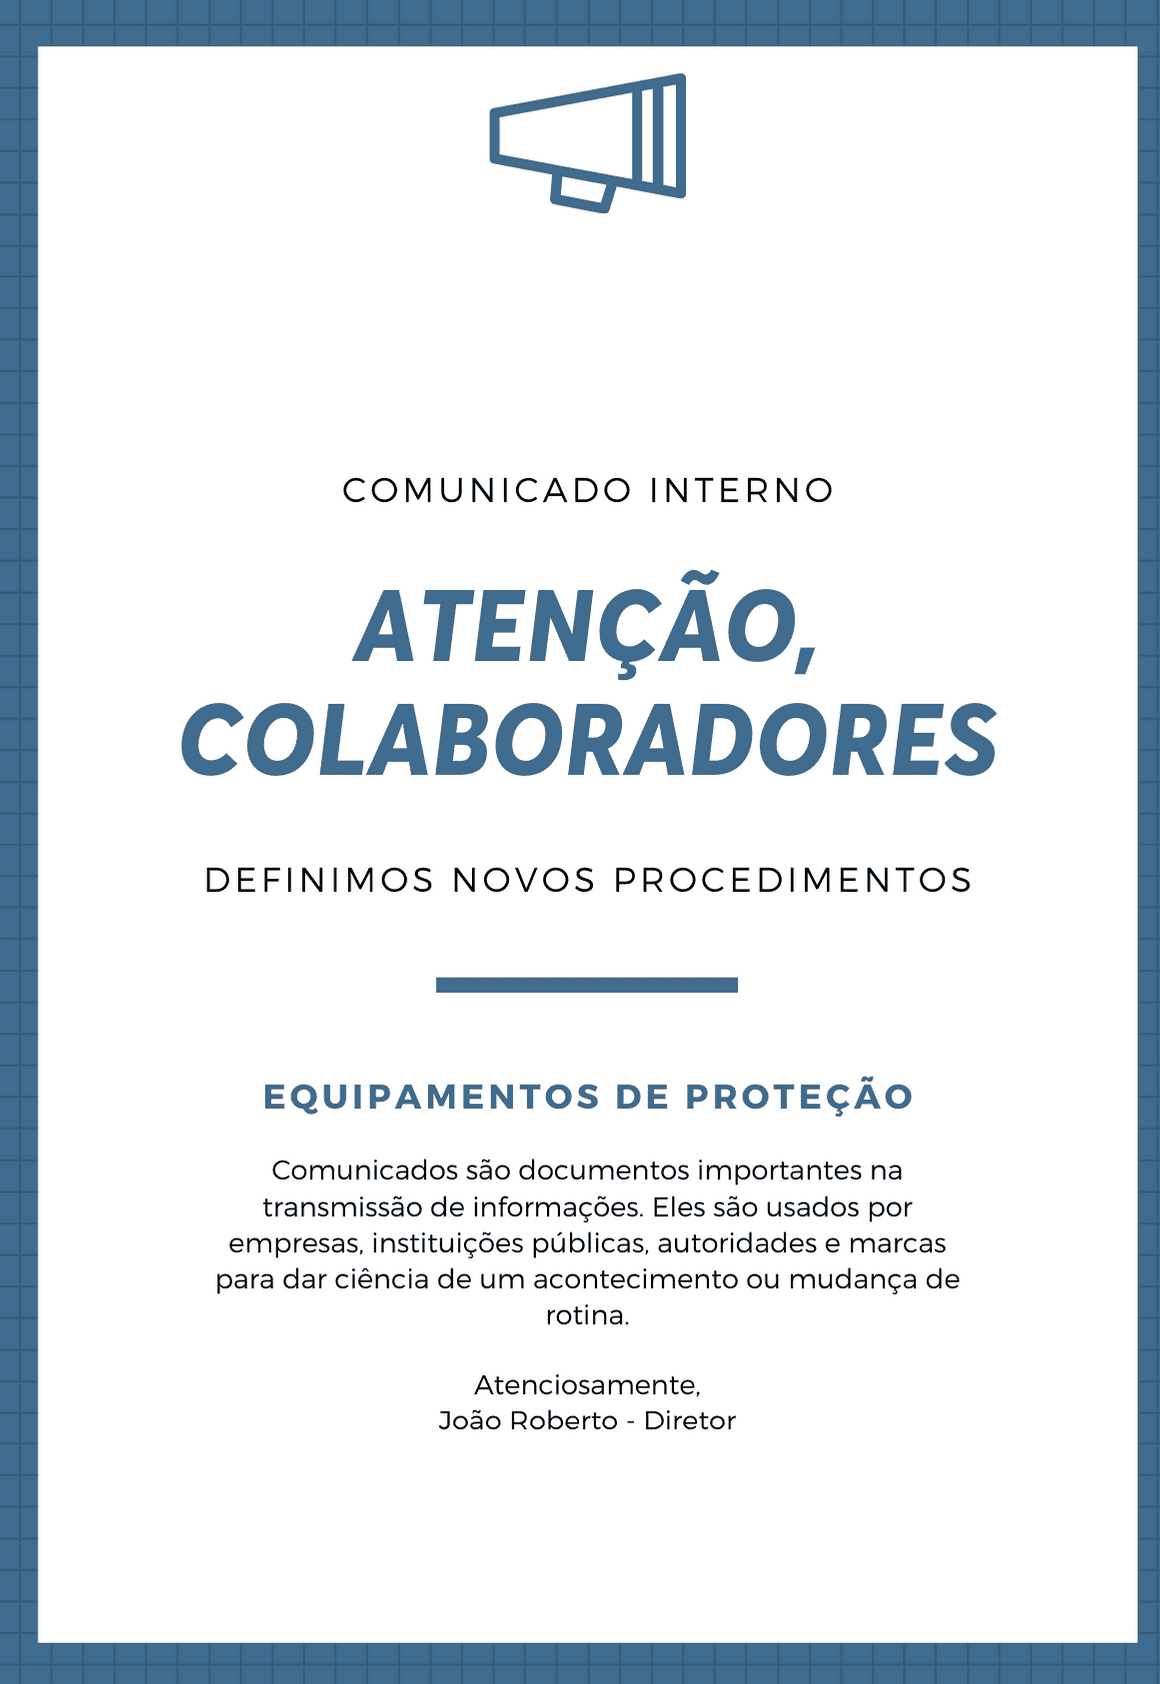 COMUNICADO INTERNO
ATENÇÃO,
COLABORADORES
DEFINIMOS NOVOS PROCEDIMENTOS
EQUIPAMENTOS DE PROTEÇÃO
Comunicados são documentos importantes na
transmissão de informações. Eles são usados por
empresas, instituições públicas, autoridades e marcas
para dar ciência de um acontecimento ou mudança de
rotina.
Atenciosamente,
João Roberto - Diretor